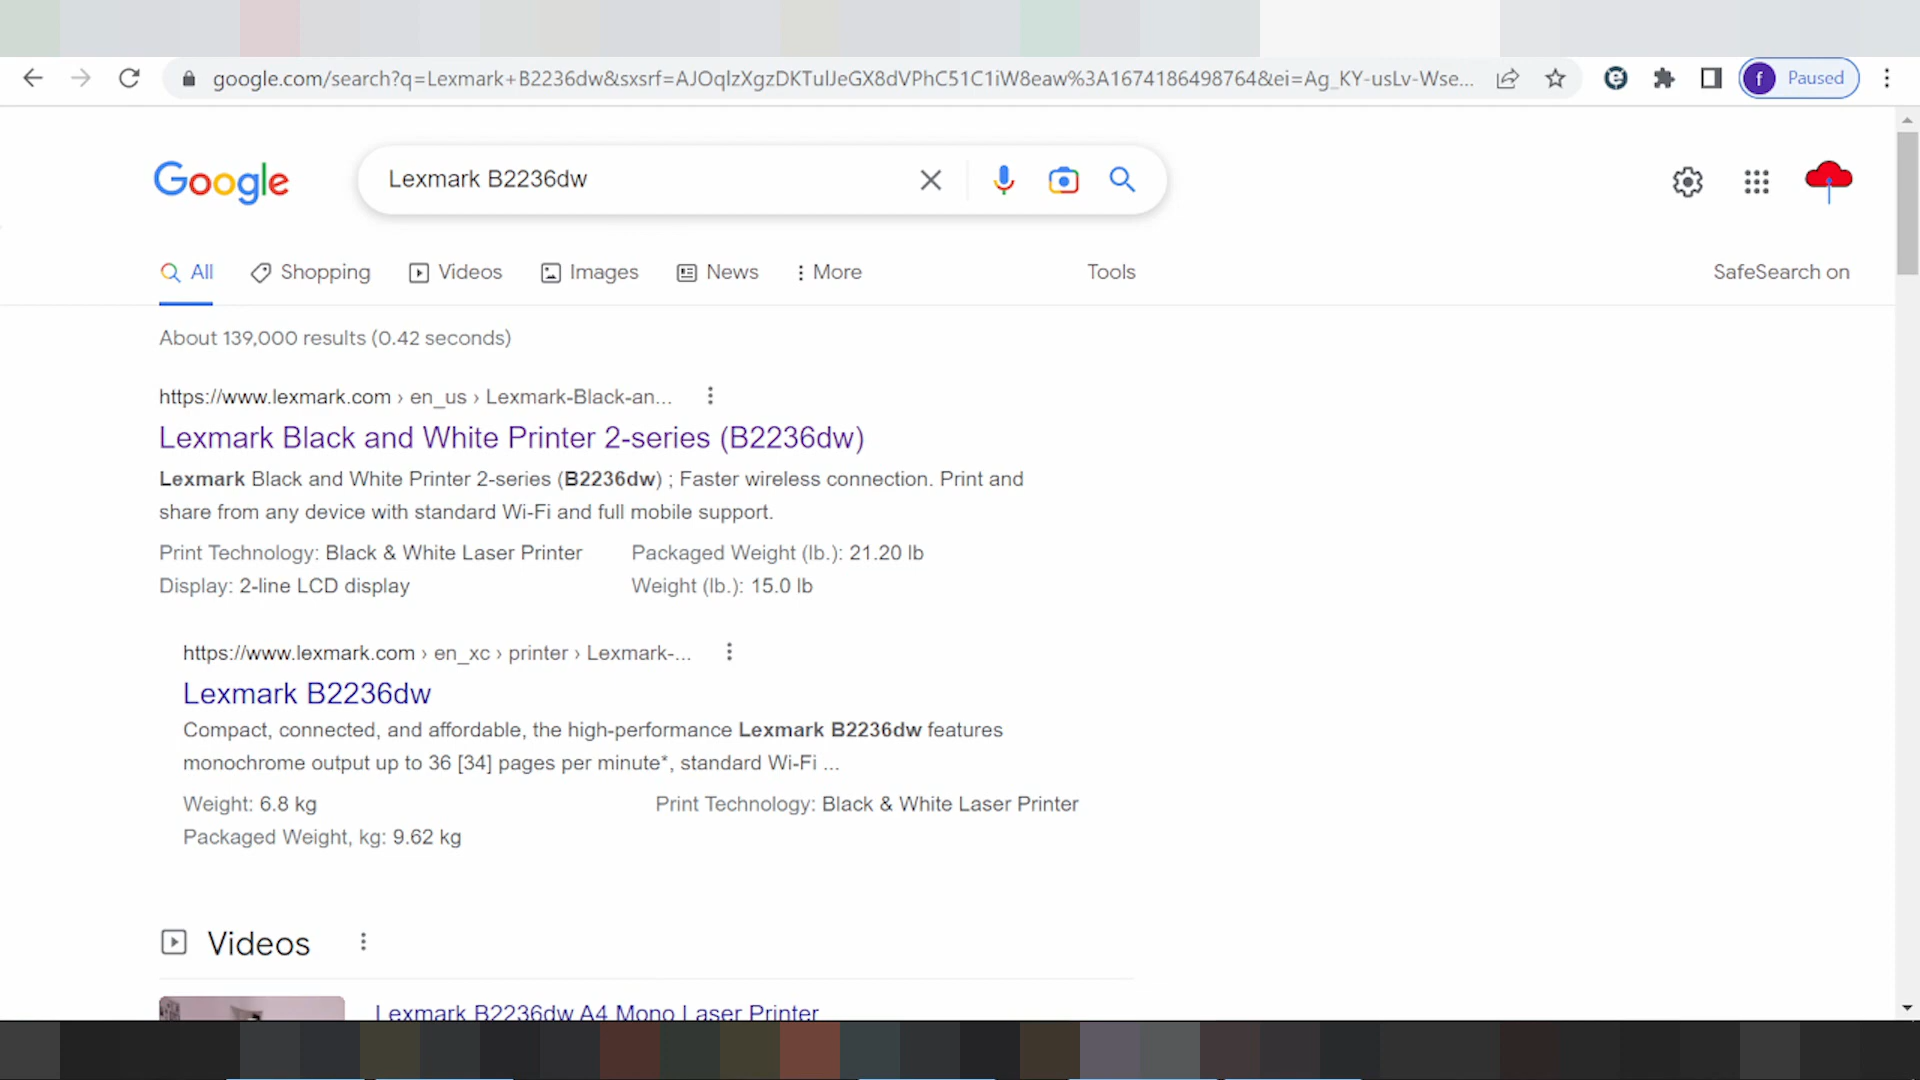 google.com/search?q=Lexmark+B2236dw&sxsrf=AJOqlzXgzDKTulJeGX8dVPhC51C1iW8eaw%3A1674186498764&ei=Ag_KY-usLv-Wse...
f Paused
Google
Lexmark B2236dw
All Shopping Videos Images News More Tools SafeSearch on
About 139,000 results (0.42 seconds)
https://www.lexmark.com › en_us › Lexmark-Black-an...
Lexmark Black and White Printer 2-series (B2236dw)
Lexmark Black and White Printer 2-series (B2236dw) ; Faster wireless connection. Print and
share from any device with standard Wi-Fi and full mobile support.
Print Technology: Black & White Laser Printer Packaged Weight (lb.): 21.20 lb
Display: 2-line LCD display Weight (lb.): 15.0 lb
https://www.lexmark.com › en_xc › printer › Lexmark-...
Lexmark B2236dw
Compact, connected, and affordable, the high-performance Lexmark B2236dw features
monochrome output up to 36 [34] pages per minute*, standard Wi-Fi ...
Weight: 6.8 kg Print Technology: Black & White Laser Printer
Packaged Weight, kg: 9.62 kg
Videos
Lexmark B2236dw A4 Mono Laser Printer